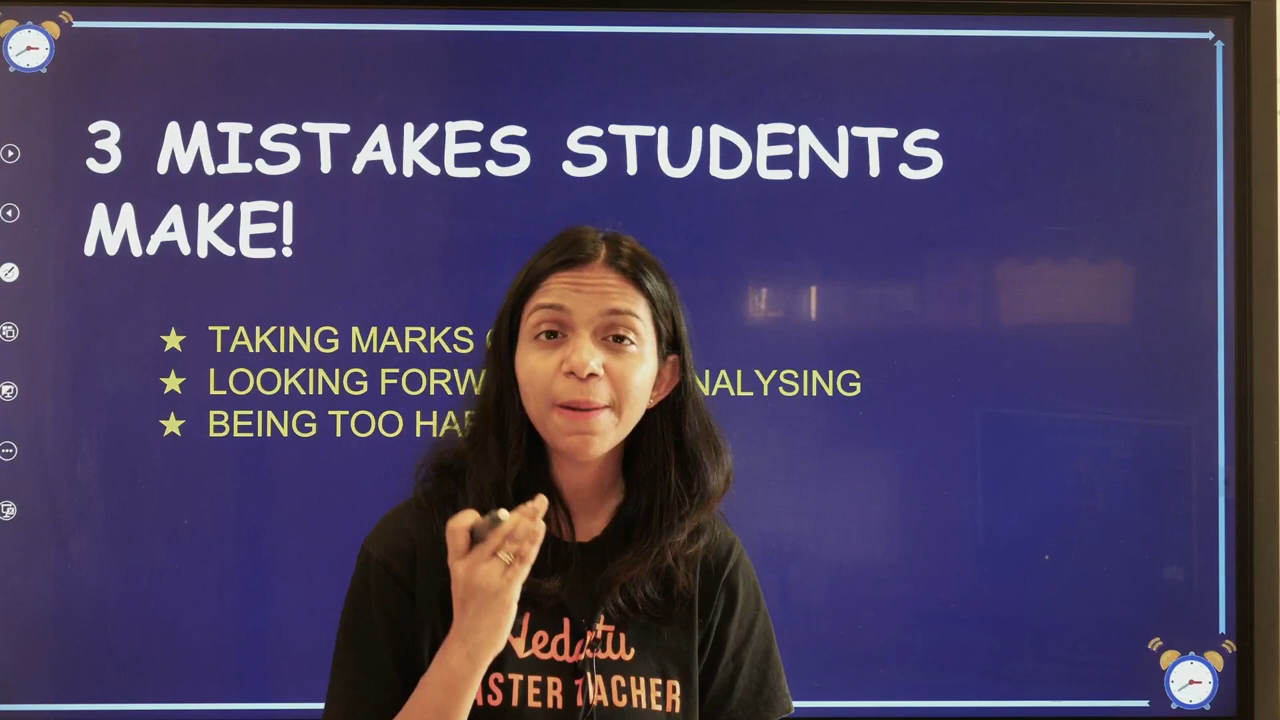 3 MISTAKES STUDENTS
MAKE!
★ TAKING MARKS
★ LOOKING FORW NALYSING
★ BEING TOO HA
Vedantu
ASTER TEACHER